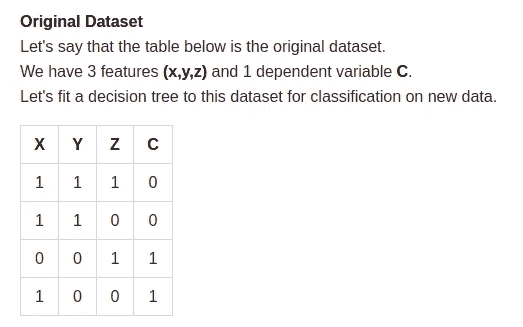 Original Dataset
Let's say that the table below is the original dataset.
We have 3 features (x,y,z) and 1 dependent variable C.
Let's fit a decision tree to this dataset for classification on new data.
X Y Z C
1 1 1 0
1 1 0 0
0 0 1 1
1 0 0 1